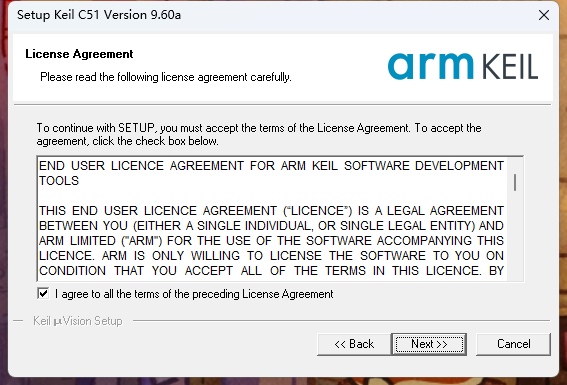 Setup Keil C51 Version 9.60a
License Agreement
Please read the following license agreement carefully.
arm KEIL
To continue with SETUP, you must accept the terms of the License Agreement. To accept the
agreement, click the check box below.
END USER LICENCE AGREEMENT FOR ARM KEIL SOFTWARE DEVELOPMENT
TOOLS
THIS END USER LICENCE AGREEMENT (“LICENCE”) IS A LEGAL AGREEMENT
BETWEEN YOU (EITHER A SINGLE INDIVIDUAL, OR SINGLE LEGAL ENTITY) AND
ARM LIMITED ("ARM") FOR THE USE OF THE SOFTWARE ACCOMPANYING THIS
LICENCE. ARM IS ONLY WILLING TO LICENSE THE SOFTWARE TO YOU ON
CONDITION THAT YOU ACCEPT ALL OF THE TERMS IN THIS LICENCE. BY
I agree to all the terms of the preceding License Agreement
Keil µVision Setup
<< Back
Next >>
Cancel